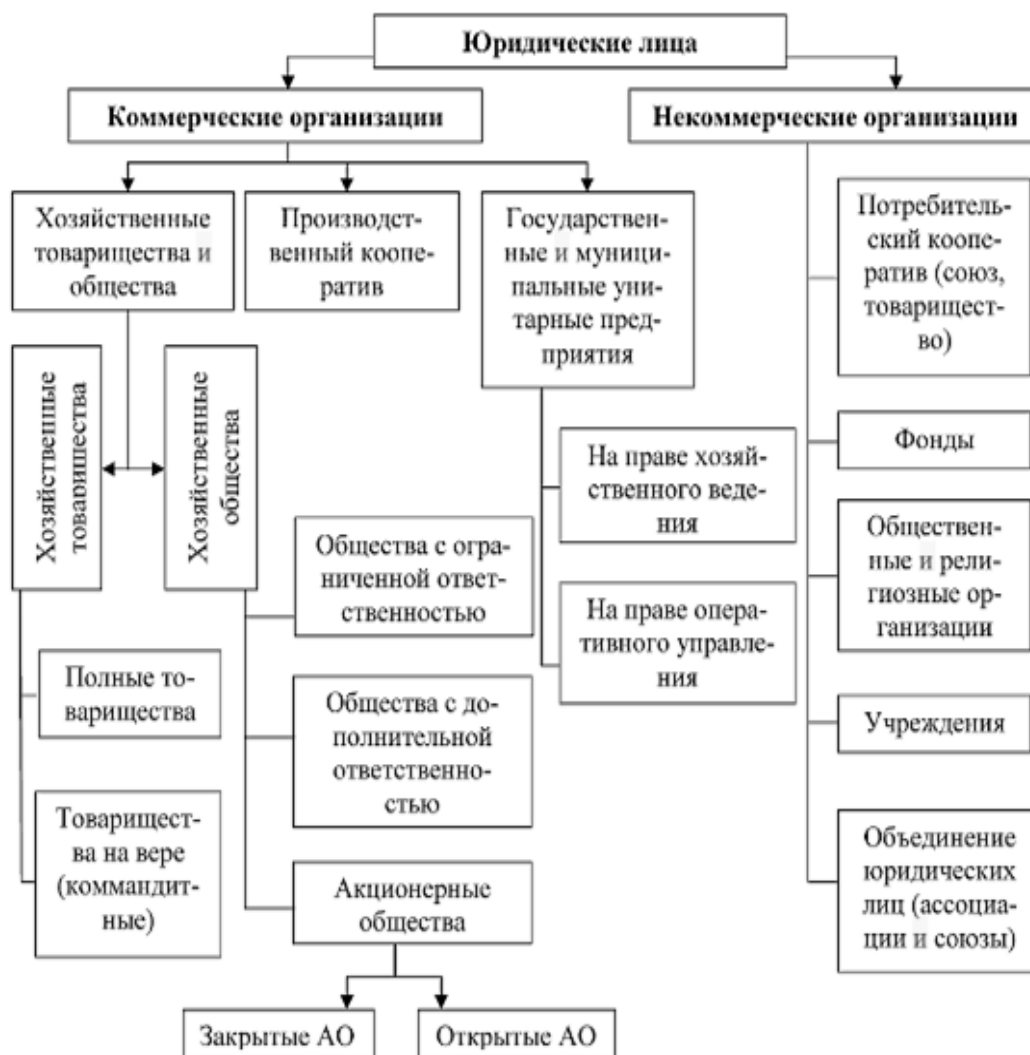 Юридические лица
Коммерческие организации
Некоммерческие организации
Хозяйственные
товарищества и
общества
Производст-
венный коопе-
ратив
Государствен-
ные и муници-
пальные уни-
тарные пред-
приятия
Потребитель-
ский коопе-
ратив (союз,
товарищест-
во)
Хозяйственные
товарищества
Хозяйственные
общества
Фонды
На праве хозяй-
ственного веде-
ния
Общества с огра-
ниченной ответ-
ственностью
Общественн-
ные и рели-
гиозные ор-
ганизации
На праве опера-
тивного управле-
ния
Полные то-
варищества
Общества с до-
полнительной
ответственно-
стью
Учреждения
Товарищест-
ва на вере
(коммандит-
ные)
Акционерные
общества
Объединение
юридических
лиц (ассоциа-
ции и союзы)
Закрытые АО
Открытые АО